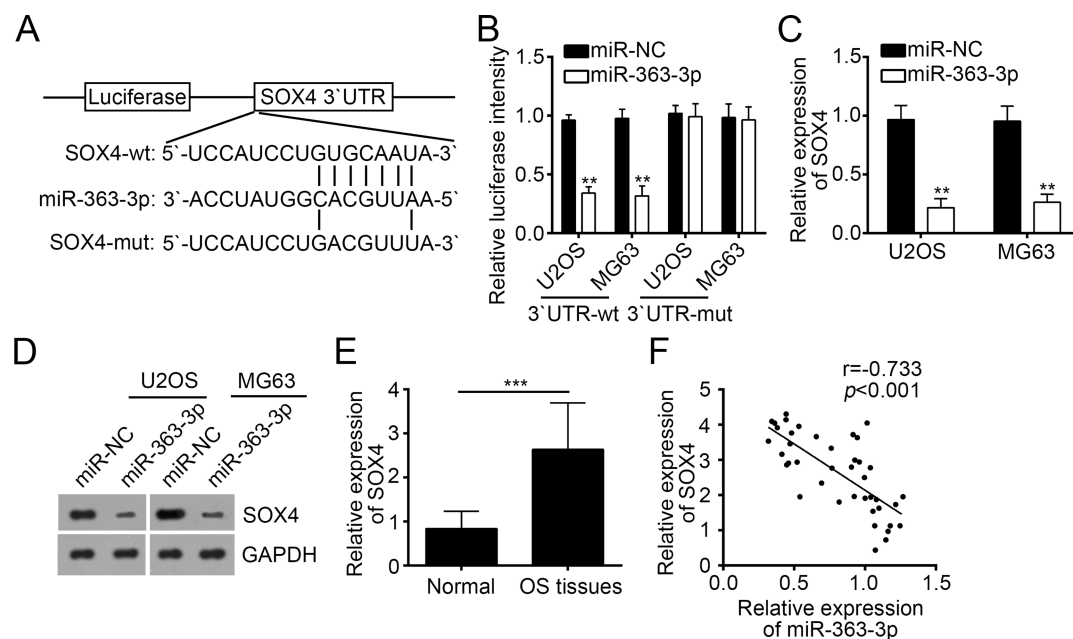 A
Luciferase
SOX4 3`UTR
SOX4-wt: 5`-UCCAUCCUGUGCAAUA-3`
miR-363-3p: 3`-ACCUAUGGCACGUUAA-5`
SOX4-mut: 5`-UCCAUCCUGACGUUUA-3`
B
Relative luciferase intensity
miR-NC
miR-363-3p
1.5
1.0
0.5
0.0
**
**
U2OS
MG63
U2OS
MG63
3`UTR-wt
3`UTR-mut
C
Relative expression
of SOX4
miR-NC
miR-363-3p
1.5
1.0
0.5
0.0
**
**
U2OS
MG63
D
U2OS
MG63
miR-NC
miR-363-3p
miR-NC
miR-363-3p
SOX4
GAPDH
E
Relative expression
of SOX4
4
3
2
1
0
***
Normal
OS tissues
F
r=-0.733
p<0.001
Relative expression
of SOX4
5
4
3
2
1
0
0.0
0.5
1.0
1.5
Relative expression
of miR-363-3p